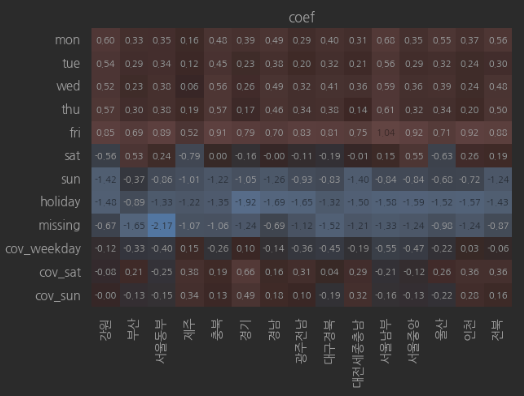 coef
mon 0.60 0.33 0.35 0.16 0.48 0.39 0.49 0.29 0.40 0.31 0.60 0.35 0.55 0.37 0.56
tue 0.54 0.29 0.34 0.12 0.45 0.23 0.38 0.20 0.32 0.21 0.56 0.29 0.32 0.24 0.30
wed 0.52 0.23 0.38 0.06 0.56 0.26 0.49 0.32 0.41 0.36 0.59 0.36 0.39 0.24 0.48
thu 0.57 0.30 0.38 0.19 0.57 0.17 0.46 0.34 0.38 0.14 0.61 0.32 0.34 0.20 0.50
fri 0.85 0.69 0.89 0.52 0.91 0.79 0.70 0.83 0.81 0.75 1.04 0.92 0.71 0.92 0.88
sat -0.56 0.53 0.24 -0.79 0.00 -0.16 -0.00 -0.11 -0.19 -0.01 0.15 0.55 -0.63 0.26 0.19
sun -1.42 -0.37 -0.86 -1.01 -1.22 -1.05 -1.26 -0.93 -0.83 -1.40 -0.84 -0.84 -0.68 -0.72 -1.24
holiday -1.48 -0.89 -1.33 -1.22 -1.35 -1.92 -1.69 -1.65 -1.32 -1.50 -1.58 -1.59 -1.52 -1.57 -1.43
missing -0.67 -1.65 -2.17 -1.07 -1.06 -1.24 -0.69 -1.12 -1.52 -1.21 -1.33 -1.24 -0.98 -1.24 -0.87
cov_weekday -0.12 -0.33 -0.40 0.15 -0.26 0.10 -0.14 -0.36 -0.45 -0.19 -0.55 -0.47 -0.22 0.03 -0.06
cov_sat -0.08 0.21 -0.25 0.38 0.19 0.66 0.16 0.31 0.04 0.29 -0.21 -0.12 0.26 0.36 0.36
cov_sun -0.00 -0.13 -0.15 0.34 0.13 0.49 0.18 0.10 -0.19 0.32 -0.16 -0.13 -0.22 0.28 0.16
강원 부산 서울동부 제주 충북 경기 경남 광주전남 대구경북 대전세종충남 서울남부 서울중앙 울산 인천 전북